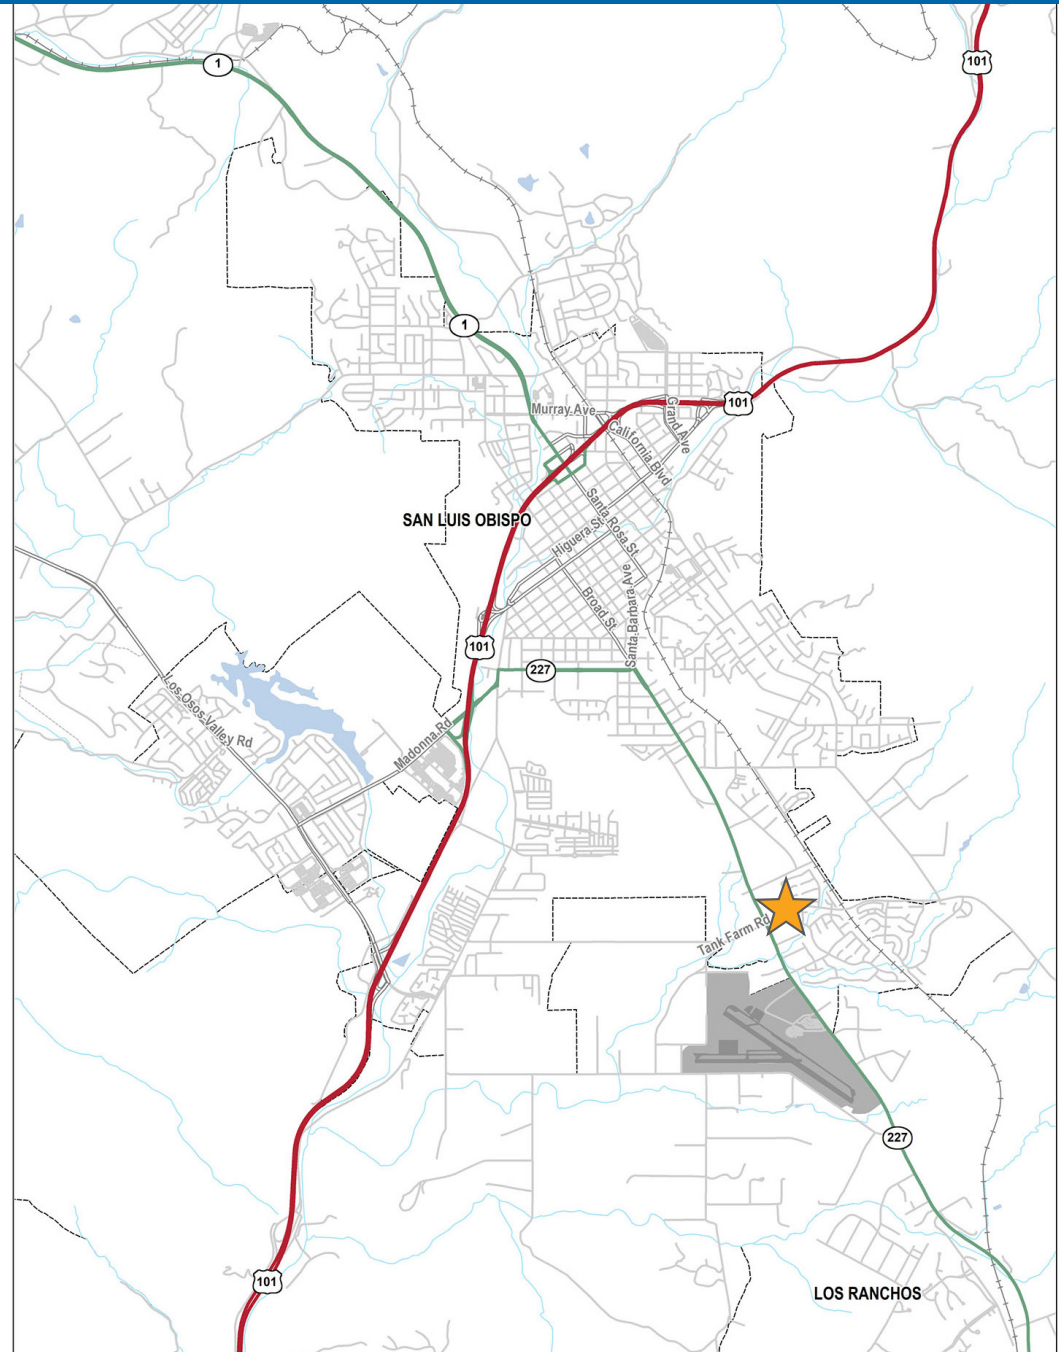 1
101
1
101
Murray Ave
Grand Ave
California Blvd
SAN LUIS OBISPO
Santa Rosa St
Higuera St
Broad St
Santa Barbara Ave
101
227
Los Osos Valley Rd
Madonna Rd
Tank Farm Rd
227
101
LOS RANCHOS